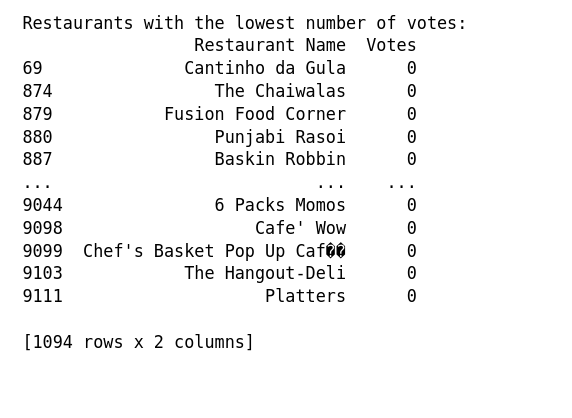 Restaurants with the lowest number of votes:
Restaurant Name  Votes
69 Cantinho da Gula 0
874 The Chaiwalas 0
879 Fusion Food Corner 0
880 Punjabi Rasoi 0
887 Baskin Robbin 0
... ... ...
9044 6 Packs Momos 0
9098 Cafe' Wow 0
9099 Chef's Basket Pop Up Caf�� 0
9103 The Hangout-Deli 0
9111 Platters 0
[1094 rows x 2 columns]